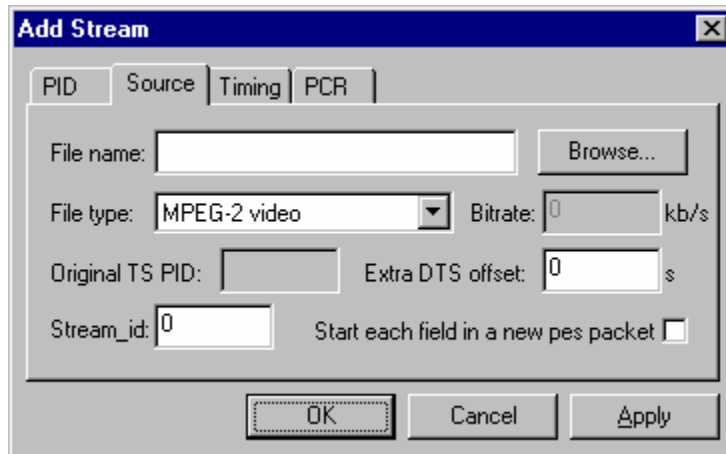 Add Stream
PID Source Timing PCR
File name: Browse...
File type: MPEG-2 video Bitrate: 0 kb/s
Original TS PID: Extra DTS offset: 0 s
Stream_id: 0 Start each field in a new pes packet
OK Cancel Apply